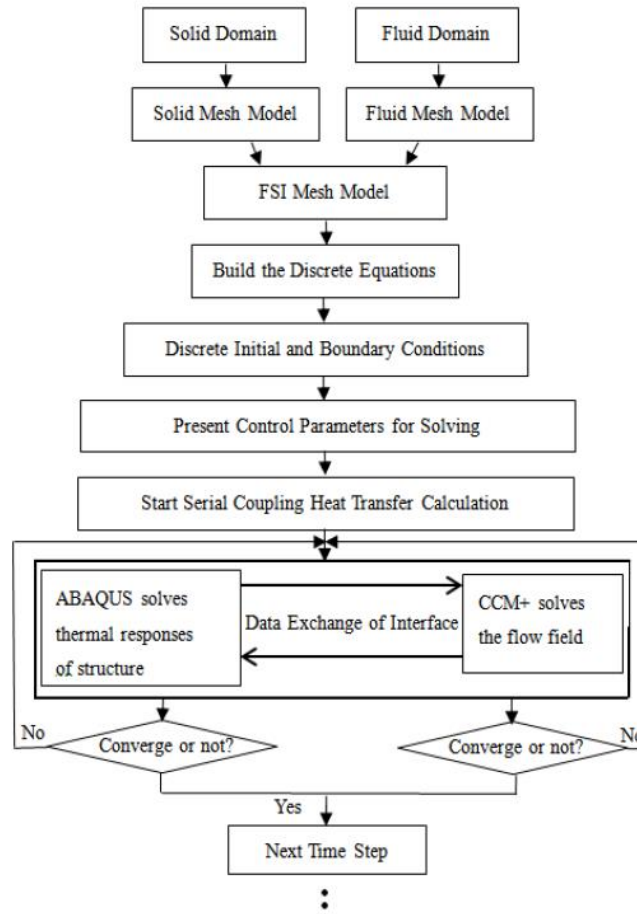 Solid Domain
Fluid Domain
Solid Mesh Model
Fluid Mesh Model
FSI Mesh Model
Build the Discrete Equations
Discrete Initial and Boundary Conditions
Present Control Parameters for Solving
Start Serial Coupling Heat Transfer Calculation
ABAQUS solves
thermal responses
of structure
Data Exchange of Interface
CCM+ solves
the flow field
No
Converge or not?
Converge or not?
No
Yes
Next Time Step